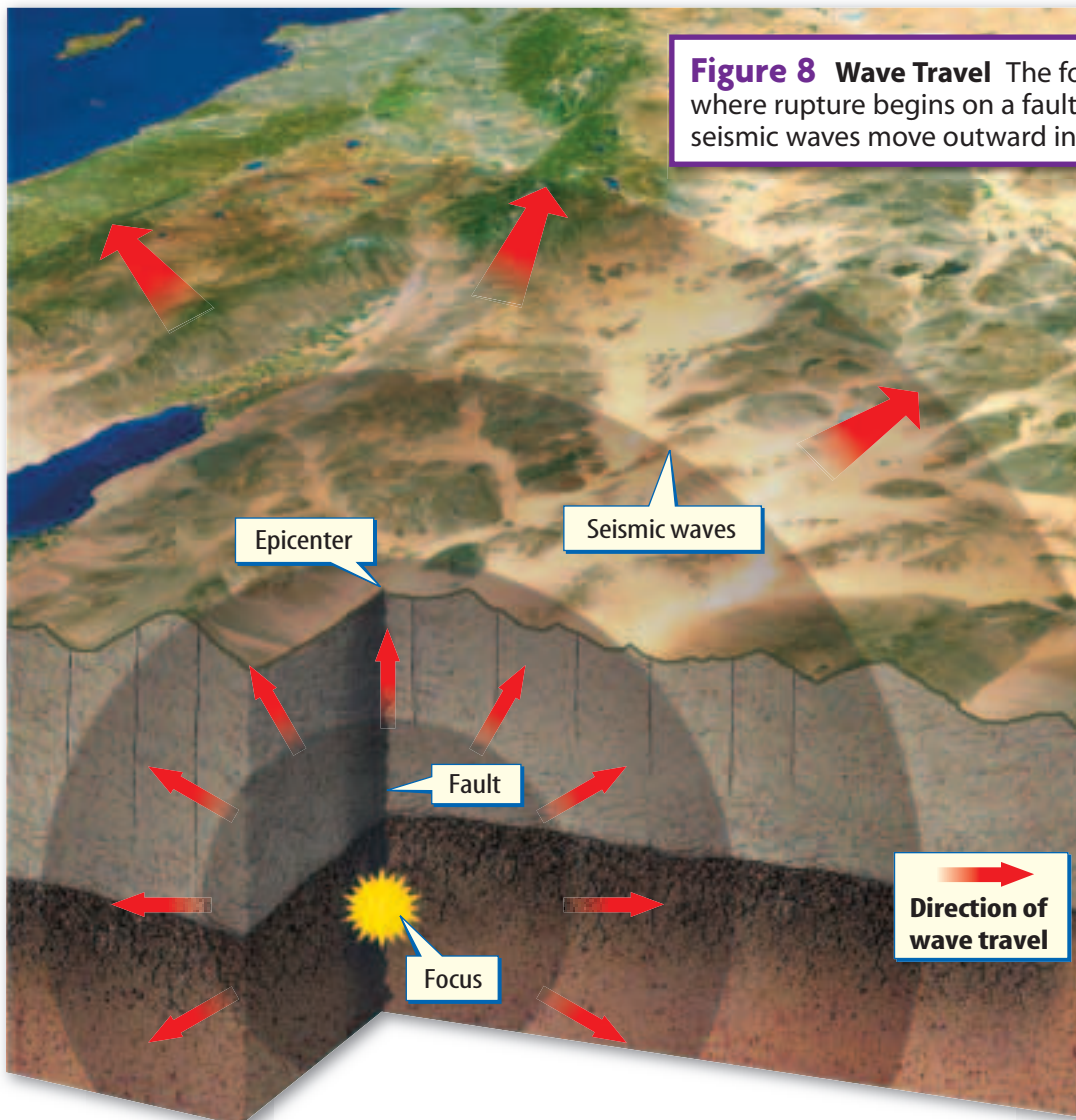 Figure 8 Wave Travel The fo
where rupture begins on a fault
seismic waves move outward in
Seismic waves
Epicenter
Fault
Direction of
wave travel
Focus